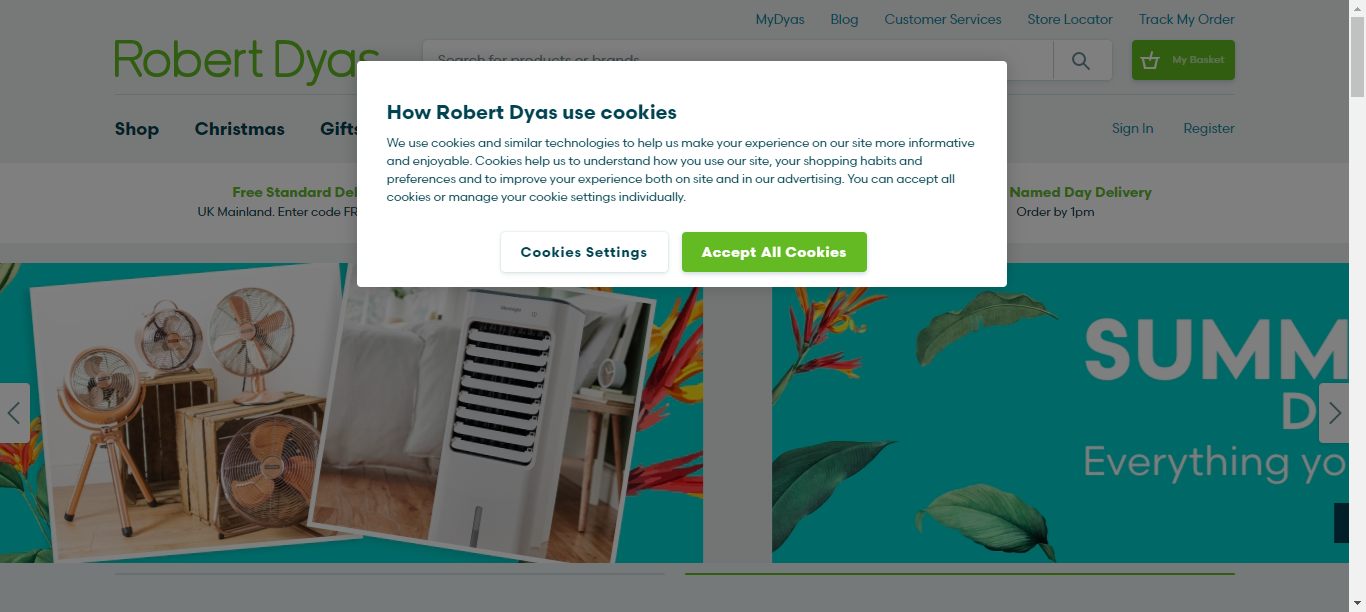 MyDyas Blog Customer Services Store Locator Track My Order
Robert Dyas
Search for products or brands
My Basket
Shop Christmas Gifts
Sign In Register
How Robert Dyas use cookies
We use cookies and similar technologies to help us make your experience on our site more informative
and enjoyable. Cookies help us to understand how you use our site, your shopping habits and
preferences and to improve your experience both on site and in our advertising. You can accept all
cookies or manage your cookie settings individually.
Cookies Settings Accept All Cookies
Free Standard Del
UK Mainland. Enter code FR
Named Day Delivery
Order by 1pm
SUMM
D
Everything yo